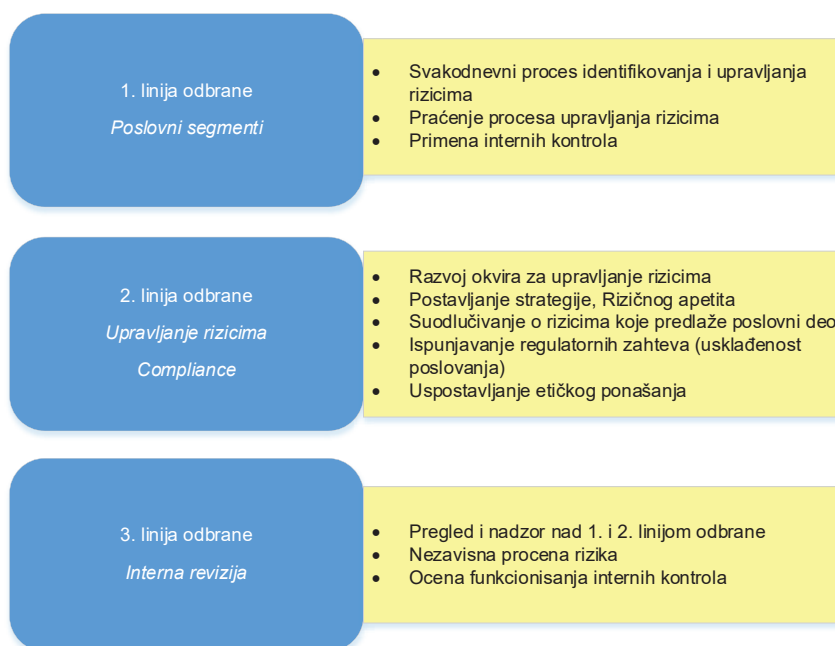 1. linija odbrane
Poslovni segmenti
• Svakodnevni proces identifikovanja i upravljanja
rizicima
• Praćenje procesa upravljanja rizicima
• Primena internih kontrola
2. linija odbrane
Upravljanje rizicima
Compliance
• Razvoj okvira za upravljanje rizicima
• Postavljanje strategije, Rizičnog apetita
• Suodlučivanje o rizicima koje predlaže poslovni deo
• Ispunjavanje regulatornih zahteva (usklađenost
poslovanja)
• Uspostavljanje etičkog ponašanja
3. linija odbrane
Interna revizija
• Pregled i nadzor nad 1. i 2. linijom odbrane
• Nezavisna procena rizika
• Ocena funkcionisanja internih kontrola